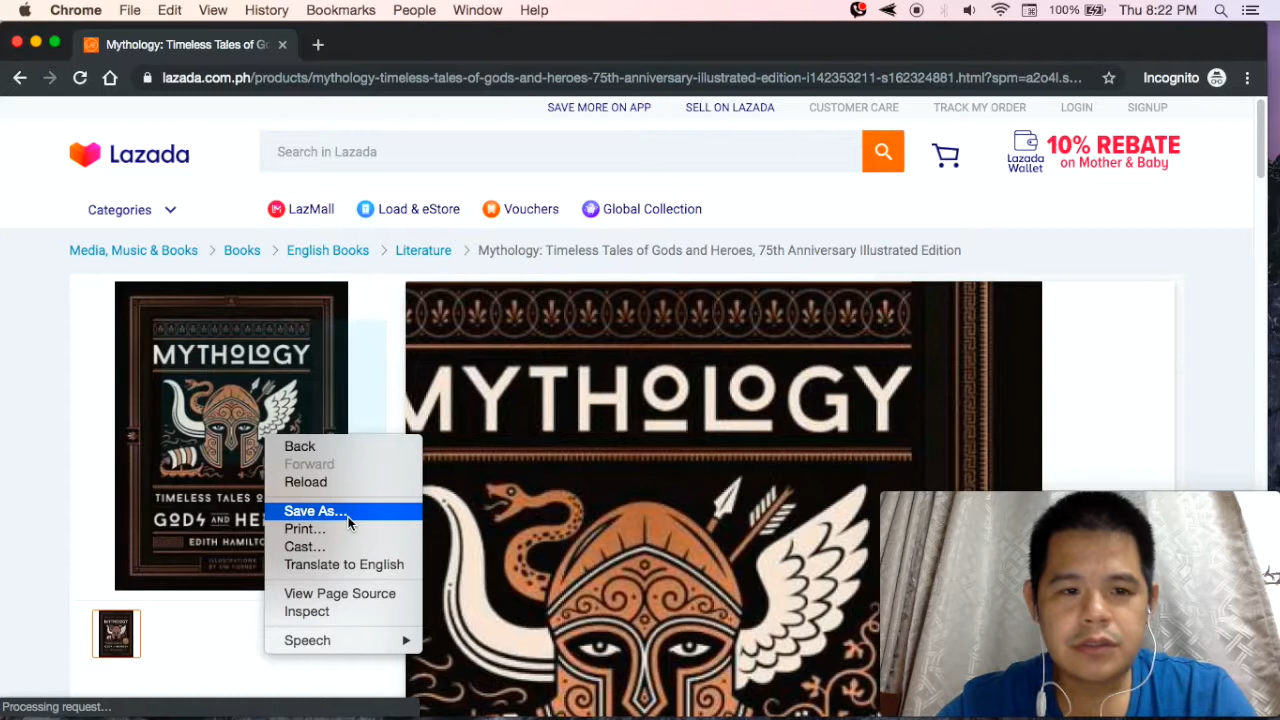 Chrome File Edit View History Bookmarks People Window Help 100% Thu 8:22 PM
Mythology: Timeless Tales of Go
lazada.com.ph/products/mythology-timeless-tales-of-gods-and-heroes-75th-anniversary-illustrated-edition-i142353211-s162324881.html?spm=a2o4l.s... Incognito
SAVE MORE ON APP SELL ON LAZADA CUSTOMER CARE TRACK MY ORDER LOGIN SIGNUP
Lazada Search in Lazada Lazada Wallet 10% REBATE on Mother & Baby
Categories LazMall Load & eStore Vouchers Global Collection
Media, Music & Books > Books > English Books > Literature > Mythology: Timeless Tales of Gods and Heroes, 75th Anniversary Illustrated Edition
MYTHOLOGY
TIMELESS TALES O
GODS AND HE
EDITH HAMILTO
MYTHOLOGY
Back
Forward
Reload
Save As...
Print...
Cast...
Translate to English
View Page Source
Inspect
Speech
MYTHOLOGY
Processing request...